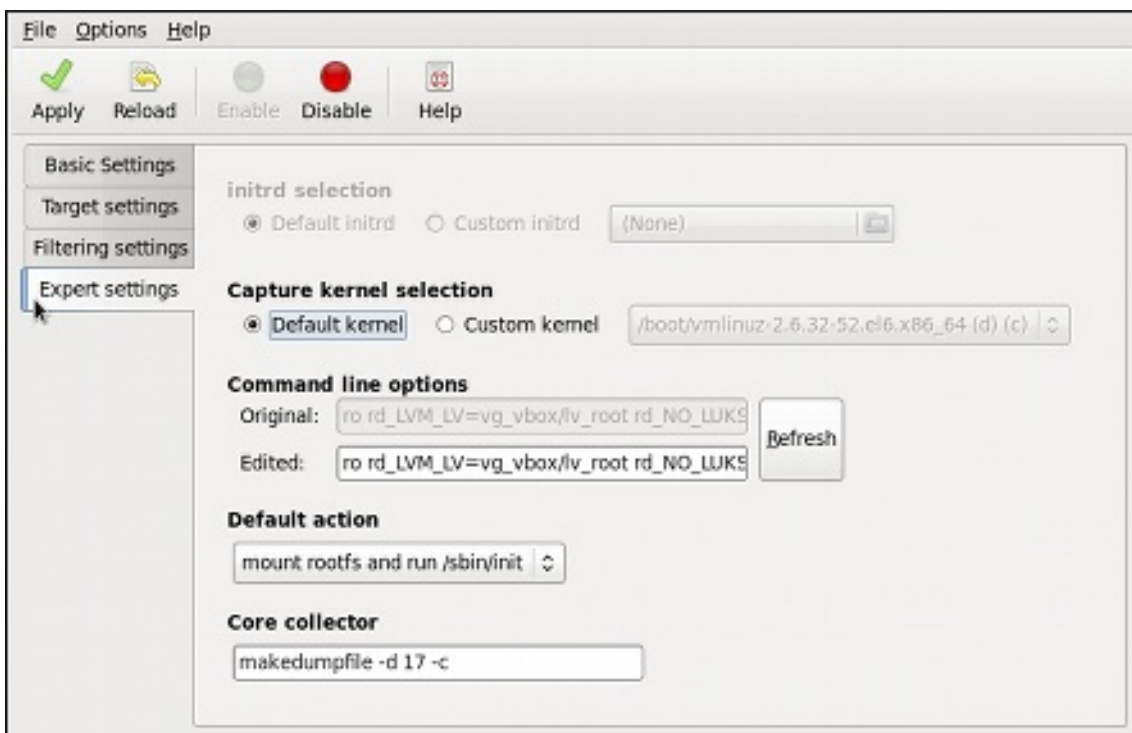 File Options Help
Apply Reload Enable Disable Help
Basic Settings
Target settings
Filtering settings
Expert settings
initrd selection
Default initrd Custom initrd (None)
Capture kernel selection
Default kernel Custom kernel /boot/vmlinuz-2.6.32-52.el6.x86_64 (d) (c)
Command line options
Original: ro rd_LVM_LV=vg_vbox/lv_root rd_NO_LUKS
Edited: ro rd_LVM_LV=vg_vbox/lv_root rd_NO_LUKS
Refresh
Default action
mount rootfs and run /sbin/init
Core collector
makedumpfile -d 17 -c